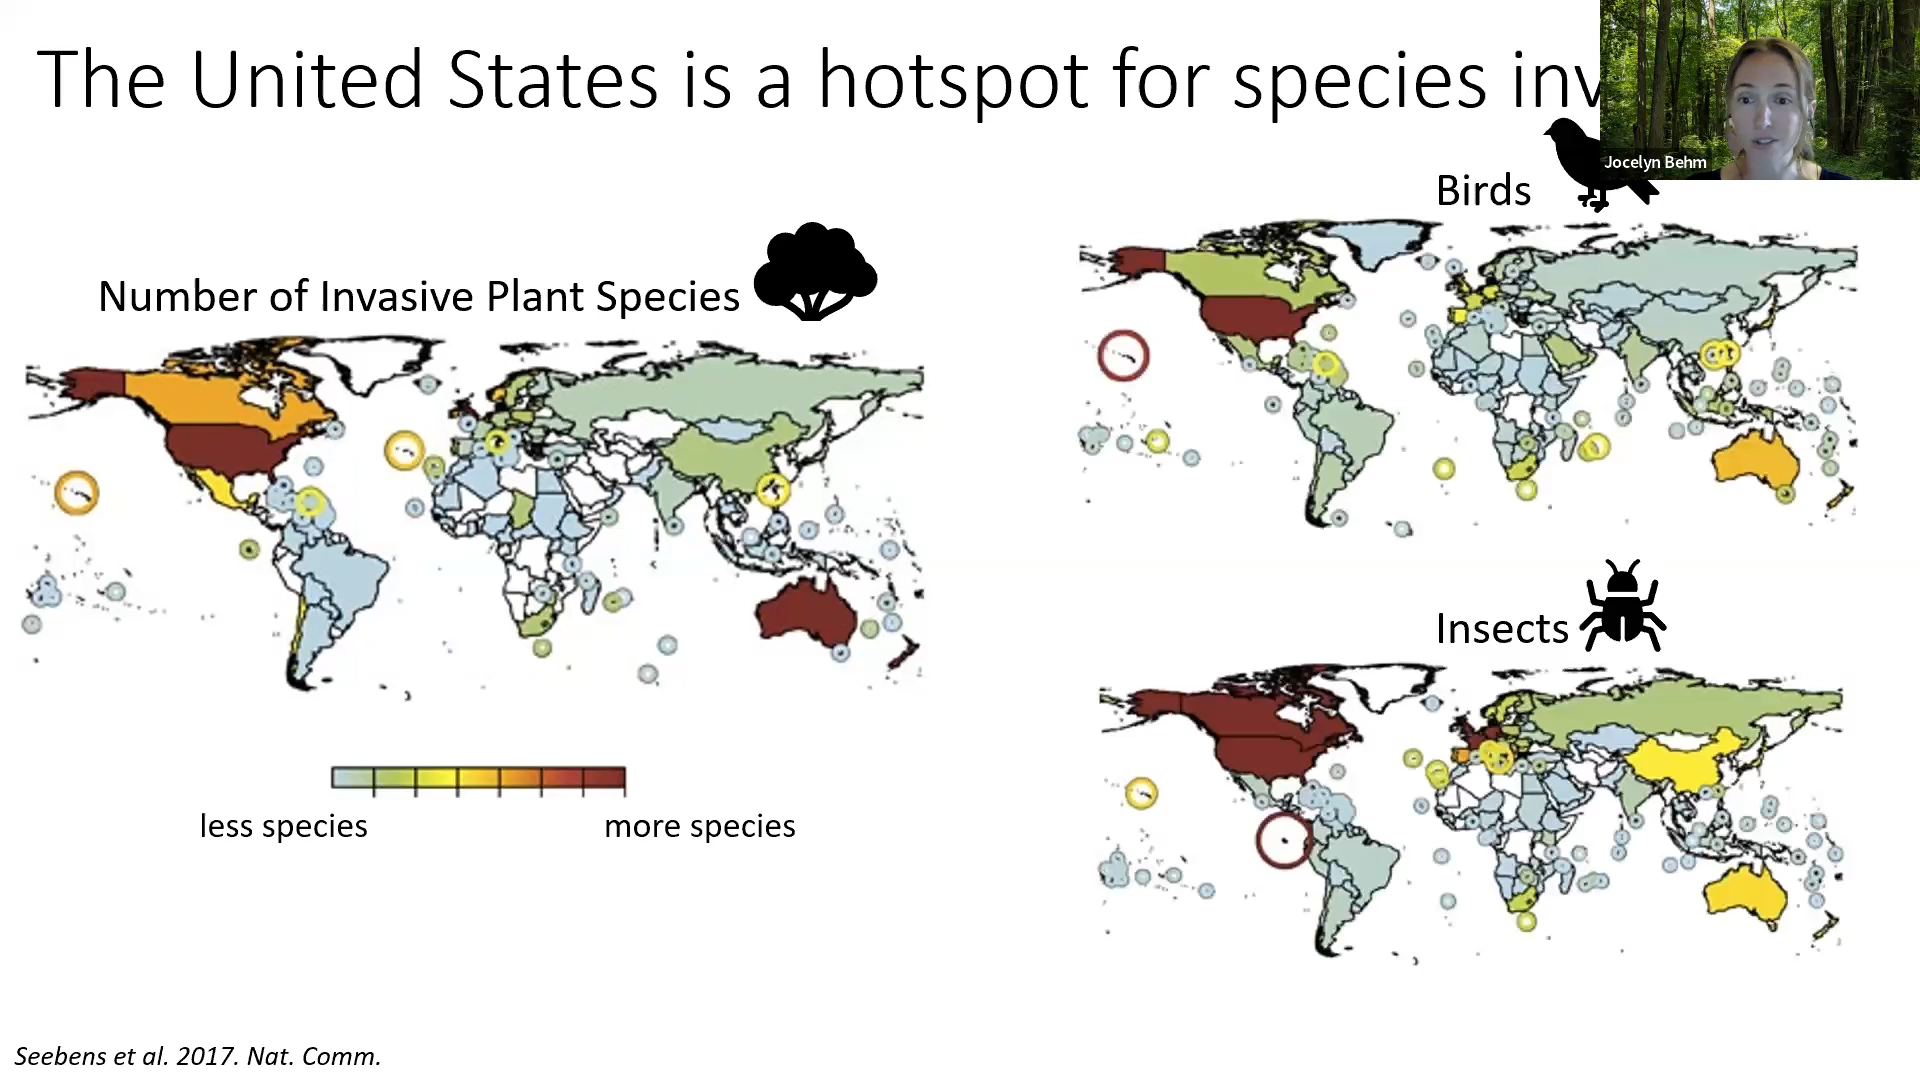 The United States is a hotspot for species inv
Jocelyn Behm
Birds
Number of Invasive Plant Species
Insects
less species
more species
Seebens et al. 2017. Nat. Comm.